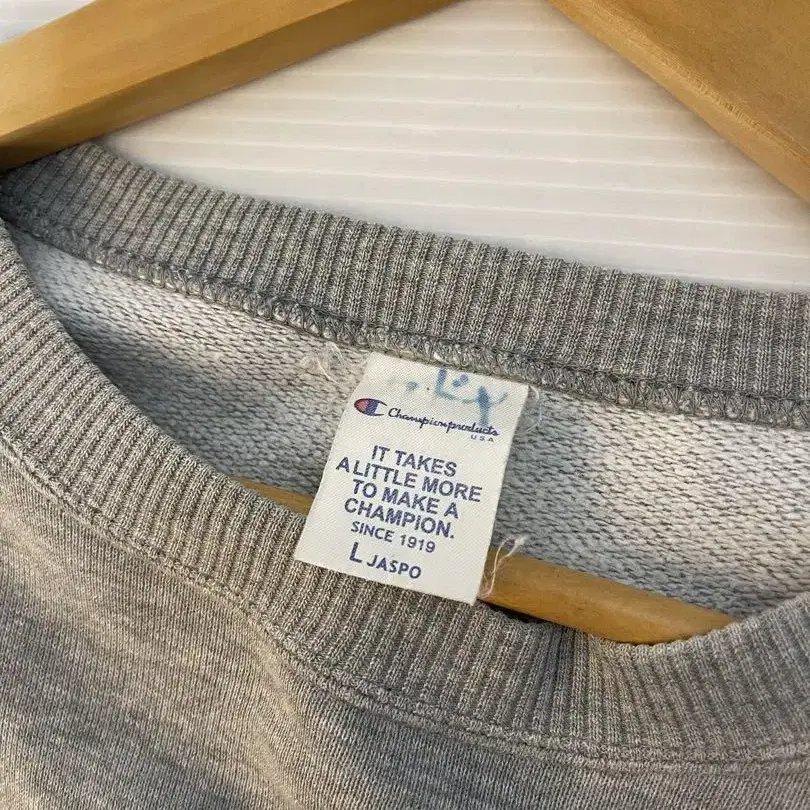 Championproducts
USA
IT TAKES
A LITTLE MORE
TO MAKE A
CHAMPION.
SINCE 1919
L JASPO